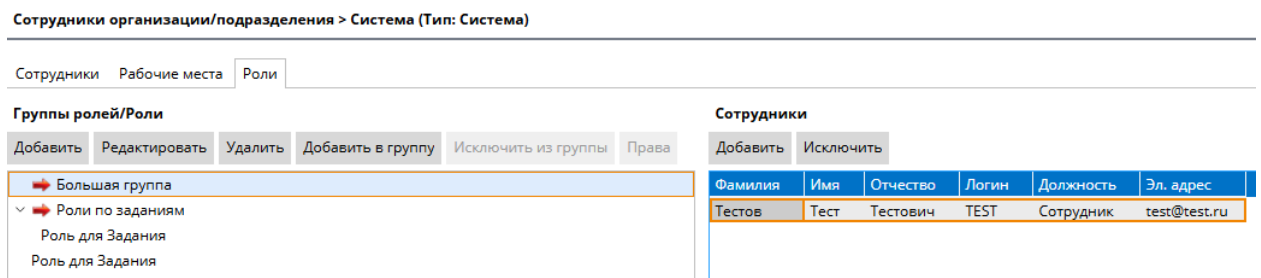 Сотрудники организации/подразделения > Система (Тип: Система)
Сотрудники Рабочие места Роли
Группы ролей/Роли
Добавить Редактировать Удалить Добавить в группу Исключить из группы Права
Большая группа
Роли по заданиям
Роль для Задания
Роль для Задания
Сотрудники
Добавить Исключить
Фамилия Имя Отчество Логин Должность Эл. адрес
Тестов Тест Тестович TEST Сотрудник test@test.ru